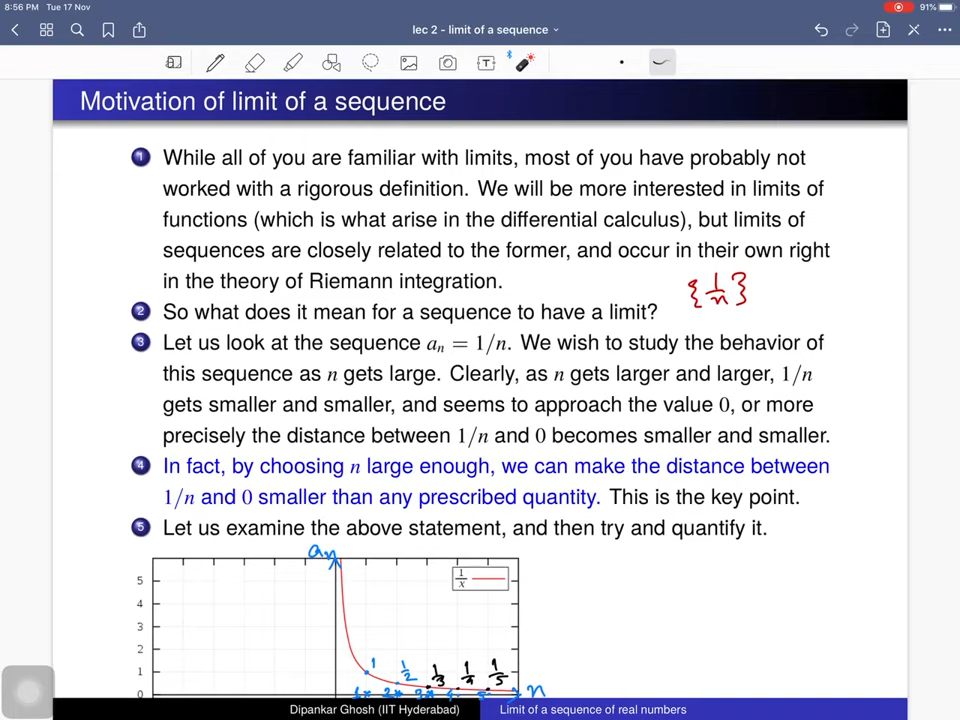 8:56 PM Tue 17 Nov
91%
lec 2 - limit of a sequence
Motivation of limit of a sequence
1 While all of you are familiar with limits, most of you have probably not
worked with a rigorous definition. We will be more interested in limits of
functions (which is what arise in the differential calculus), but limits of
sequences are closely related to the former, and occur in their own right
in the theory of Riemann integration.
{1/n}
2 So what does it mean for a sequence to have a limit?
3 Let us look at the sequence aₙ = 1/n. We wish to study the behavior of
this sequence as n gets large. Clearly, as n gets larger and larger, 1/n
gets smaller and smaller, and seems to approach the value 0, or more
precisely the distance between 1/n and 0 becomes smaller and smaller.
4 In fact, by choosing n large enough, we can make the distance between
1/n and 0 smaller than any prescribed quantity. This is the key point.
5 Let us examine the above statement, and then try and quantify it.
aₙ
1/x
5
4
3
2
1
0
1 1/2 1/3 1/4 1/5
n
Dipankar Ghosh (IIT Hyderabad) Limit of a sequence of real numbers